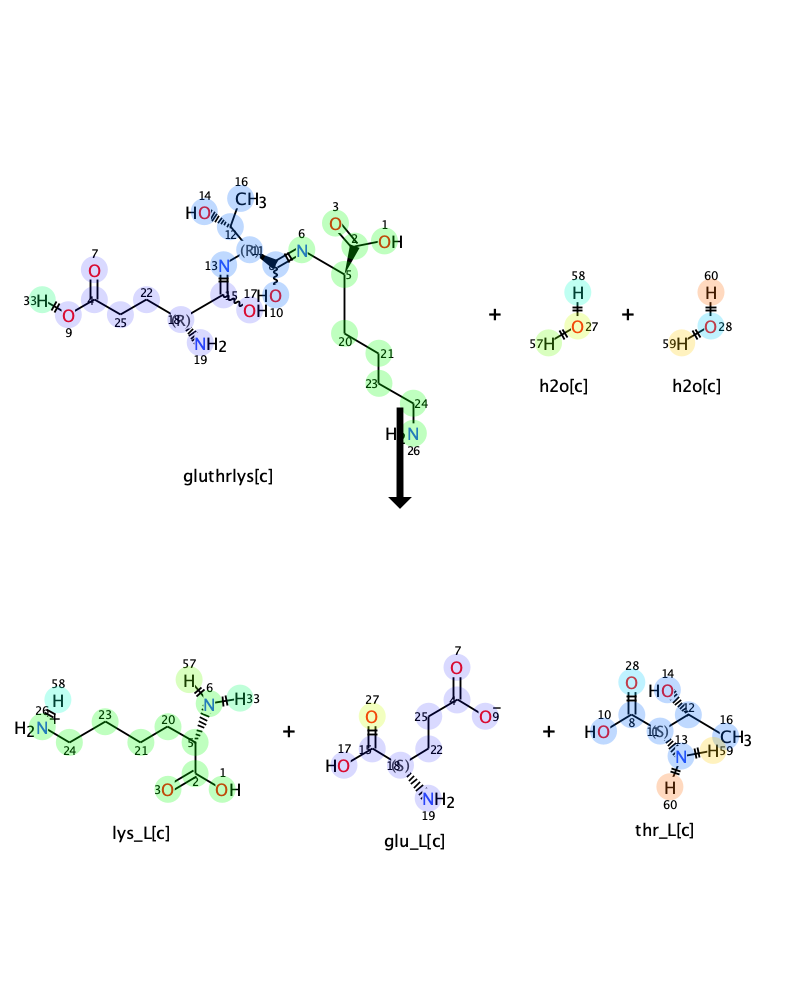 16
CH3
14
HO
12
3
O
1
OH
2
6
N
(R)
11
13
N
8
5
7
O
15
17
OH
HO
10
33
H
O
9
4
22
25
18
(R)
19
NH2
20
21
23
24
H2N
26
58
H
57
H
O
27
+
60
H
59
H
O
28
+
gluthrlys[c]
h2o[c]
h2o[c]
58
H
26
+
H2N
24
23
21
20
57
H
6
N
H
33
5
2
3
O
1
OH
lys_L[c]
+
7
O
4
O
−
9
25
22
27
O
17
HO
15
18
(S)
NH2
19
glu_L[c]
+
28
O
14
HO
12
10
HO
8
11
(S)
13
N
H
59
16
CH3
H
60
thr_L[c]